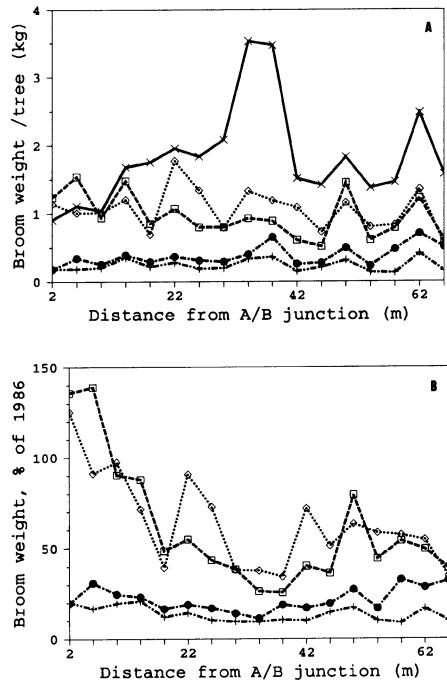 A
Broom weight /tree (kg)
4
3
2
1
0
2 22 42 62
Distance from A/B junction (m)
B
Broom weight, % of 1986
150
100
50
0
2 22 42 62
Distance from A/B junction (m)